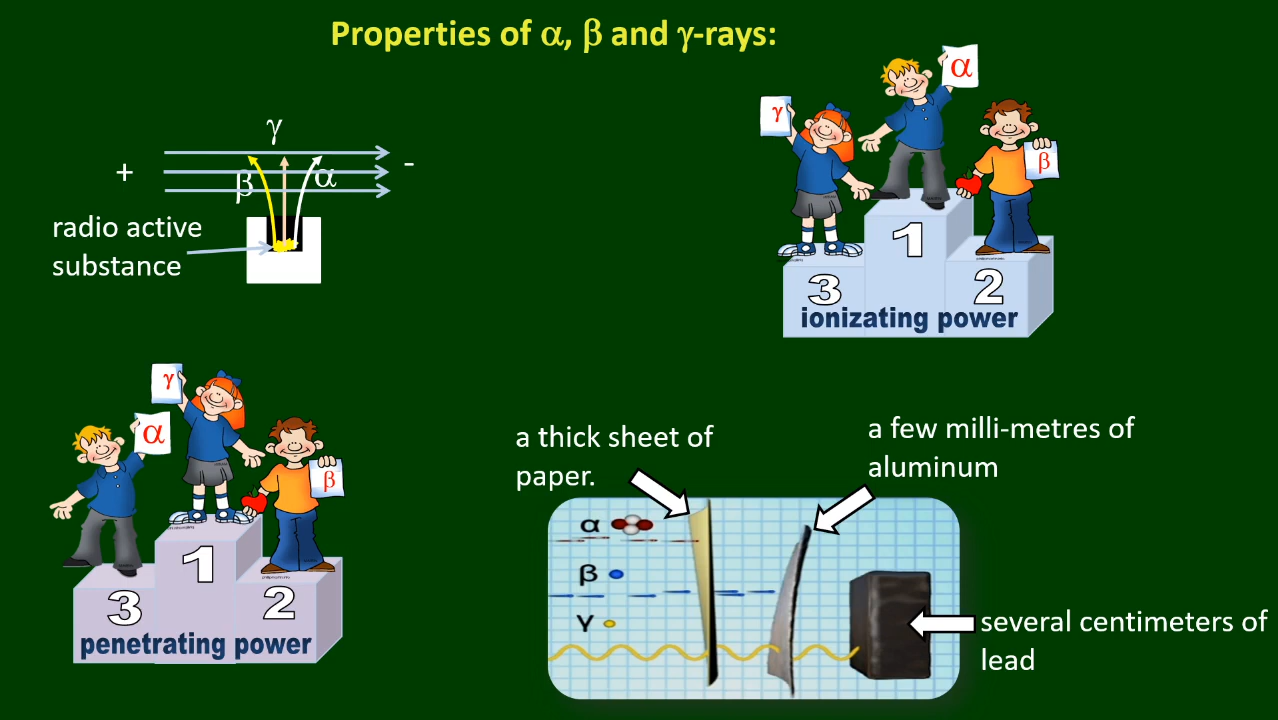 Properties of α, β and γ-rays:
α
γ
β
γ
+
-
β
α
radio active
substance
1
3
2
ionizating power
γ
α
β
1
3
2
penetrating power
a thick sheet of
paper.
a few milli-metres of
aluminum
α
β
γ
several centimeters of
lead